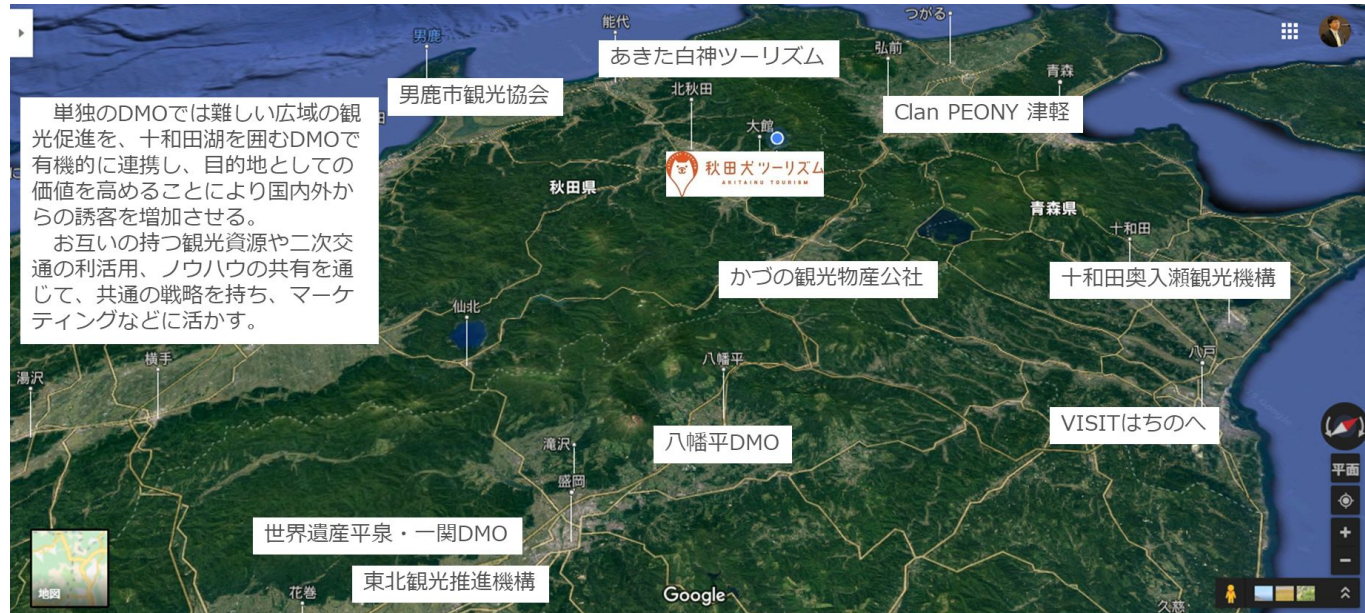 つがる
能代
男鹿
あきた白神ツーリズム
弘前
青森
男鹿市観光協会
北秋田
Clan PEONY 津軽
単独のDMOでは難しい広域の観
光促進を、十和田湖を囲むDMOで
有機的に連携し、目的地としての
価値を高めることにより国内外か
らの誘客を増加させる。
お互いの持つ観光資源や二次交
通の利活用、ノウハウの共有を通
じて、共通の戦略を持ち、マーケ
ティングなどに活かす。
大館
秋田犬ツーリズム
AKITAINU TOURISM
秋田県
青森県
十和田
かづの観光物産公社
十和田奥入瀬観光機構
仙北
横手
八幡平
八戸
湯沢
VISITはちのへ
八幡平DMO
滝沢
盛岡
平面
世界遺産平泉・一関DMO
東北観光推進機構
地図
花巻
Google
久慈